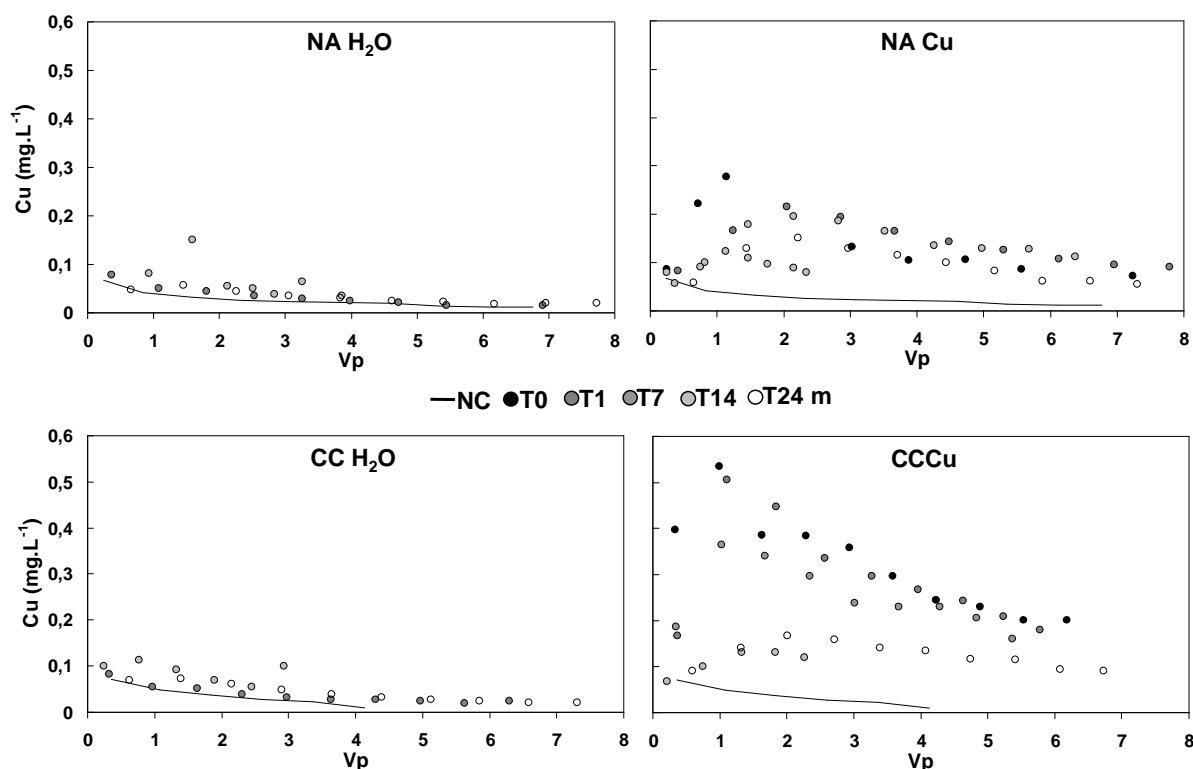 NA H₂O
Cu (mg.L⁻¹)
0,6
0,5
0,4
0,3
0,2
0,1
0
0 1 2 3 4 5 6 7 8
Vp
NA Cu
0 1 2 3 4 5 6 7 8
Vp
NC T0 T1 T7 T14 T24 m
CC H₂O
Cu (mg.L⁻¹)
0,6
0,5
0,4
0,3
0,2
0,1
0
0 1 2 3 4 5 6 7 8
Vp
CCCu
0 1 2 3 4 5 6 7 8
Vp